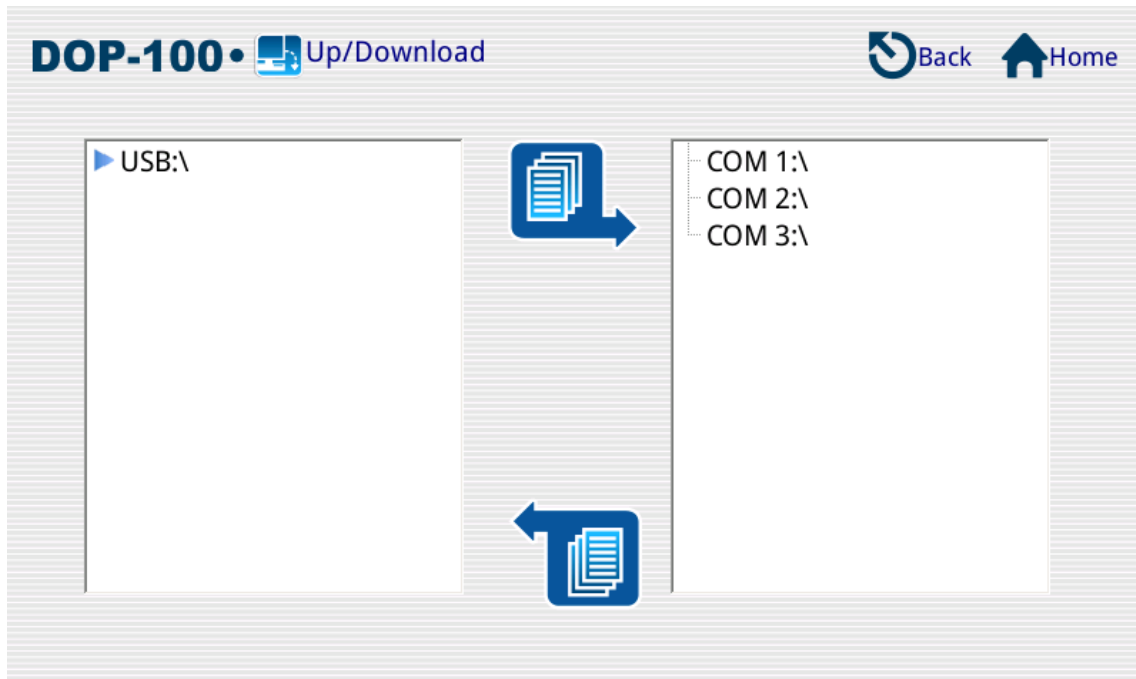 DOP-100 • Up/Download
Back
Home
USB:\
COM 1:\
COM 2:\
COM 3:\